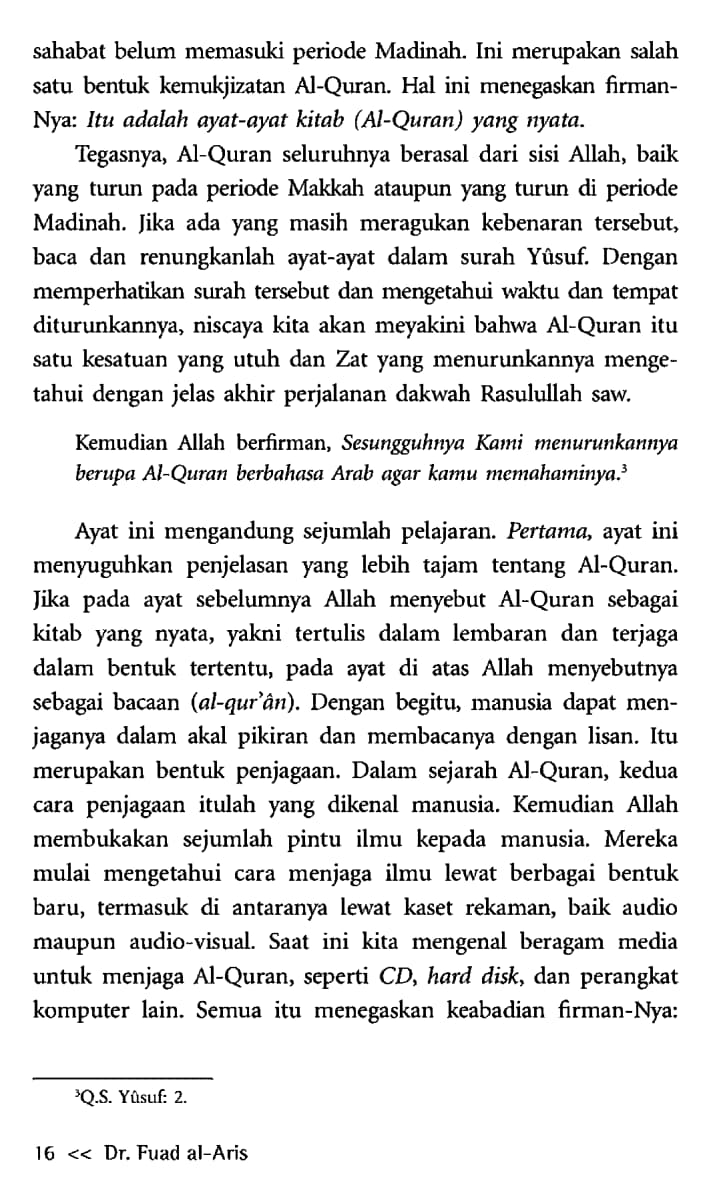 sahabat belum memasuki periode Madinah. Ini merupakan salah
satu bentuk kemukjizatan Al-Quran. Hal ini menegaskan firman-
Nya: Itu adalah ayat-ayat kitab (Al-Quran) yang nyata.
Tegasnya, Al-Quran seluruhnya berasal dari sisi Allah, baik
yang turun pada periode Makkah ataupun yang turun di periode
Madinah. Jika ada yang masih meragukan kebenaran tersebut,
baca dan renungkanlah ayat-ayat dalam surah Yûsuf. Dengan
memperhatikan surah tersebut dan mengetahui waktu dan tempat
diturunkannya, niscaya kita akan meyakini bahwa Al-Quran itu
satu kesatuan yang utuh dan Zat yang menurunkannya menge-
tahui dengan jelas akhir perjalanan dakwah Rasulullah saw.
Kemudian Allah berfirman, Sesungguhnya Kami menurunkannya
berupa Al-Quran berbahasa Arab agar kamu memahaminya.³
Ayat ini mengandung sejumlah pelajaran. Pertama, ayat ini
menyuguhkan penjelasan yang lebih tajam tentang Al-Quran.
Jika pada ayat sebelumnya Allah menyebut Al-Quran sebagai
kitab yang nyata, yakni tertulis dalam lembaran dan terjaga
dalam bentuk tertentu, pada ayat di atas Allah menyebutnya
sebagai bacaan (al-qur’ân). Dengan begitu, manusia dapat men-
jaganya dalam akal pikiran dan membacanya dengan lisan. Itu
merupakan bentuk penjagaan. Dalam sejarah Al-Quran, kedua
cara penjagaan itulah yang dikenal manusia. Kemudian Allah
membukakan sejumlah pintu ilmu kepada manusia. Mereka
mulai mengetahui cara menjaga ilmu lewat berbagai bentuk
baru, termasuk di antaranya lewat kaset rekaman, baik audio
maupun audio-visual. Saat ini kita mengenal beragam media
untuk menjaga Al-Quran, seperti CD, hard disk, dan perangkat
komputer lain. Semua itu menegaskan keabadian firman-Nya:
³Q.S. Yûsuf: 2.
16 << Dr. Fuad al-Aris